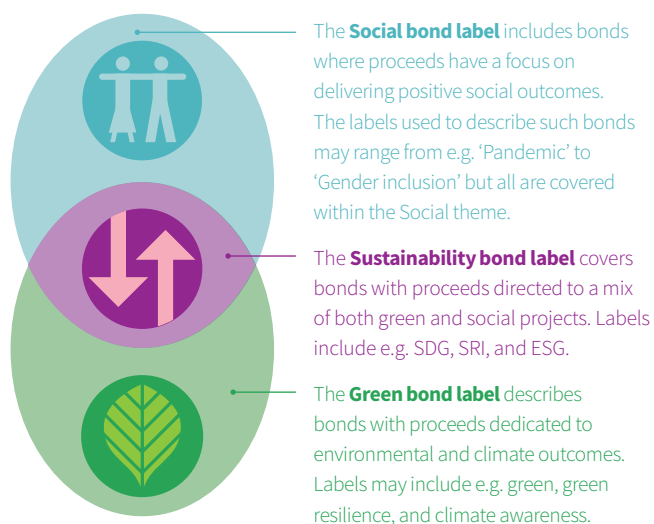 The Social bond label includes bonds
where proceeds have a focus on
delivering positive social outcomes.
The labels used to describe such bonds
may range from e.g. ‘Pandemic’ to
‘Gender inclusion’ but all are covered
within the Social theme.
The Sustainability bond label covers
bonds with proceeds directed to a mix
of both green and social projects. Labels
include e.g. SDG, SRI, and ESG.
The Green bond label describes
bonds with proceeds dedicated to
environmental and climate outcomes.
Labels may include e.g. green, green
resilience, and climate awareness.